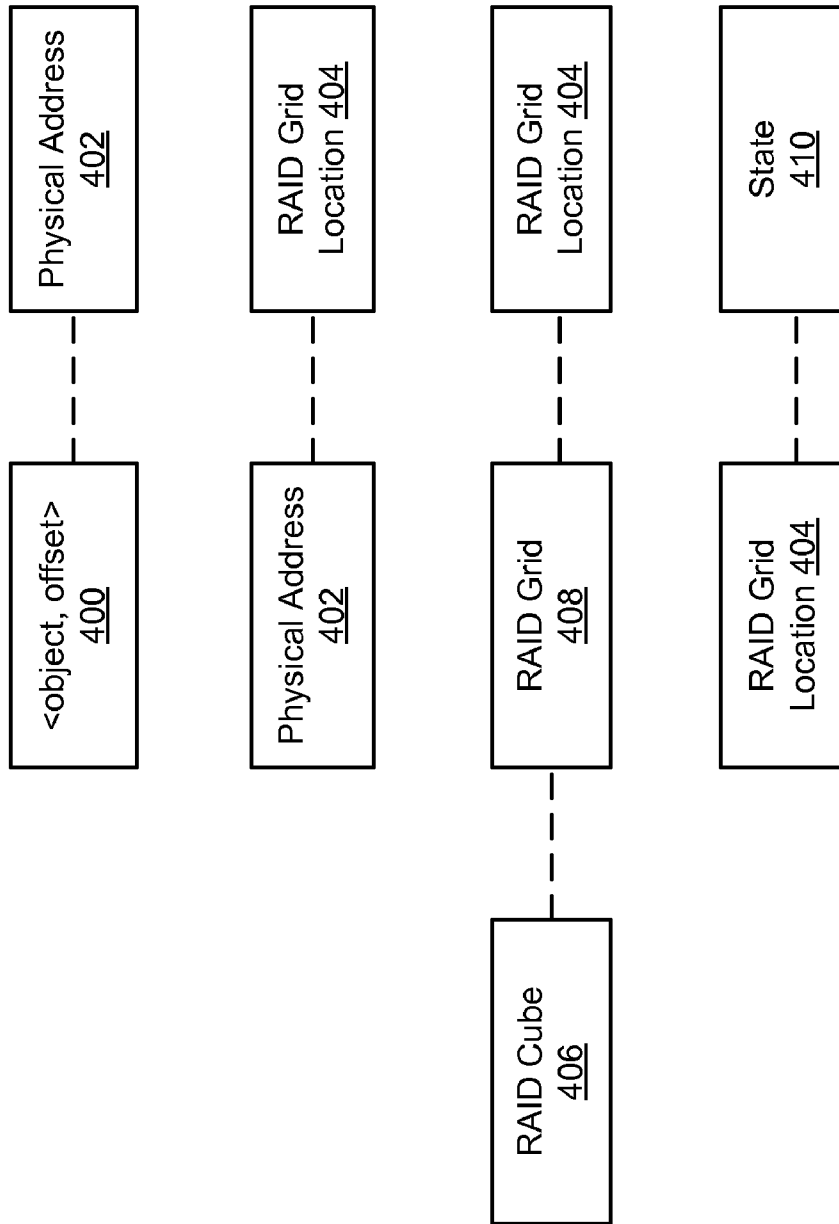 <object, offset>
400
Physical Address
402
Physical Address
402
RAID Grid
Location 404
RAID Cube
406
RAID Grid
408
RAID Grid
Location 404
RAID Grid
Location 404
State
410